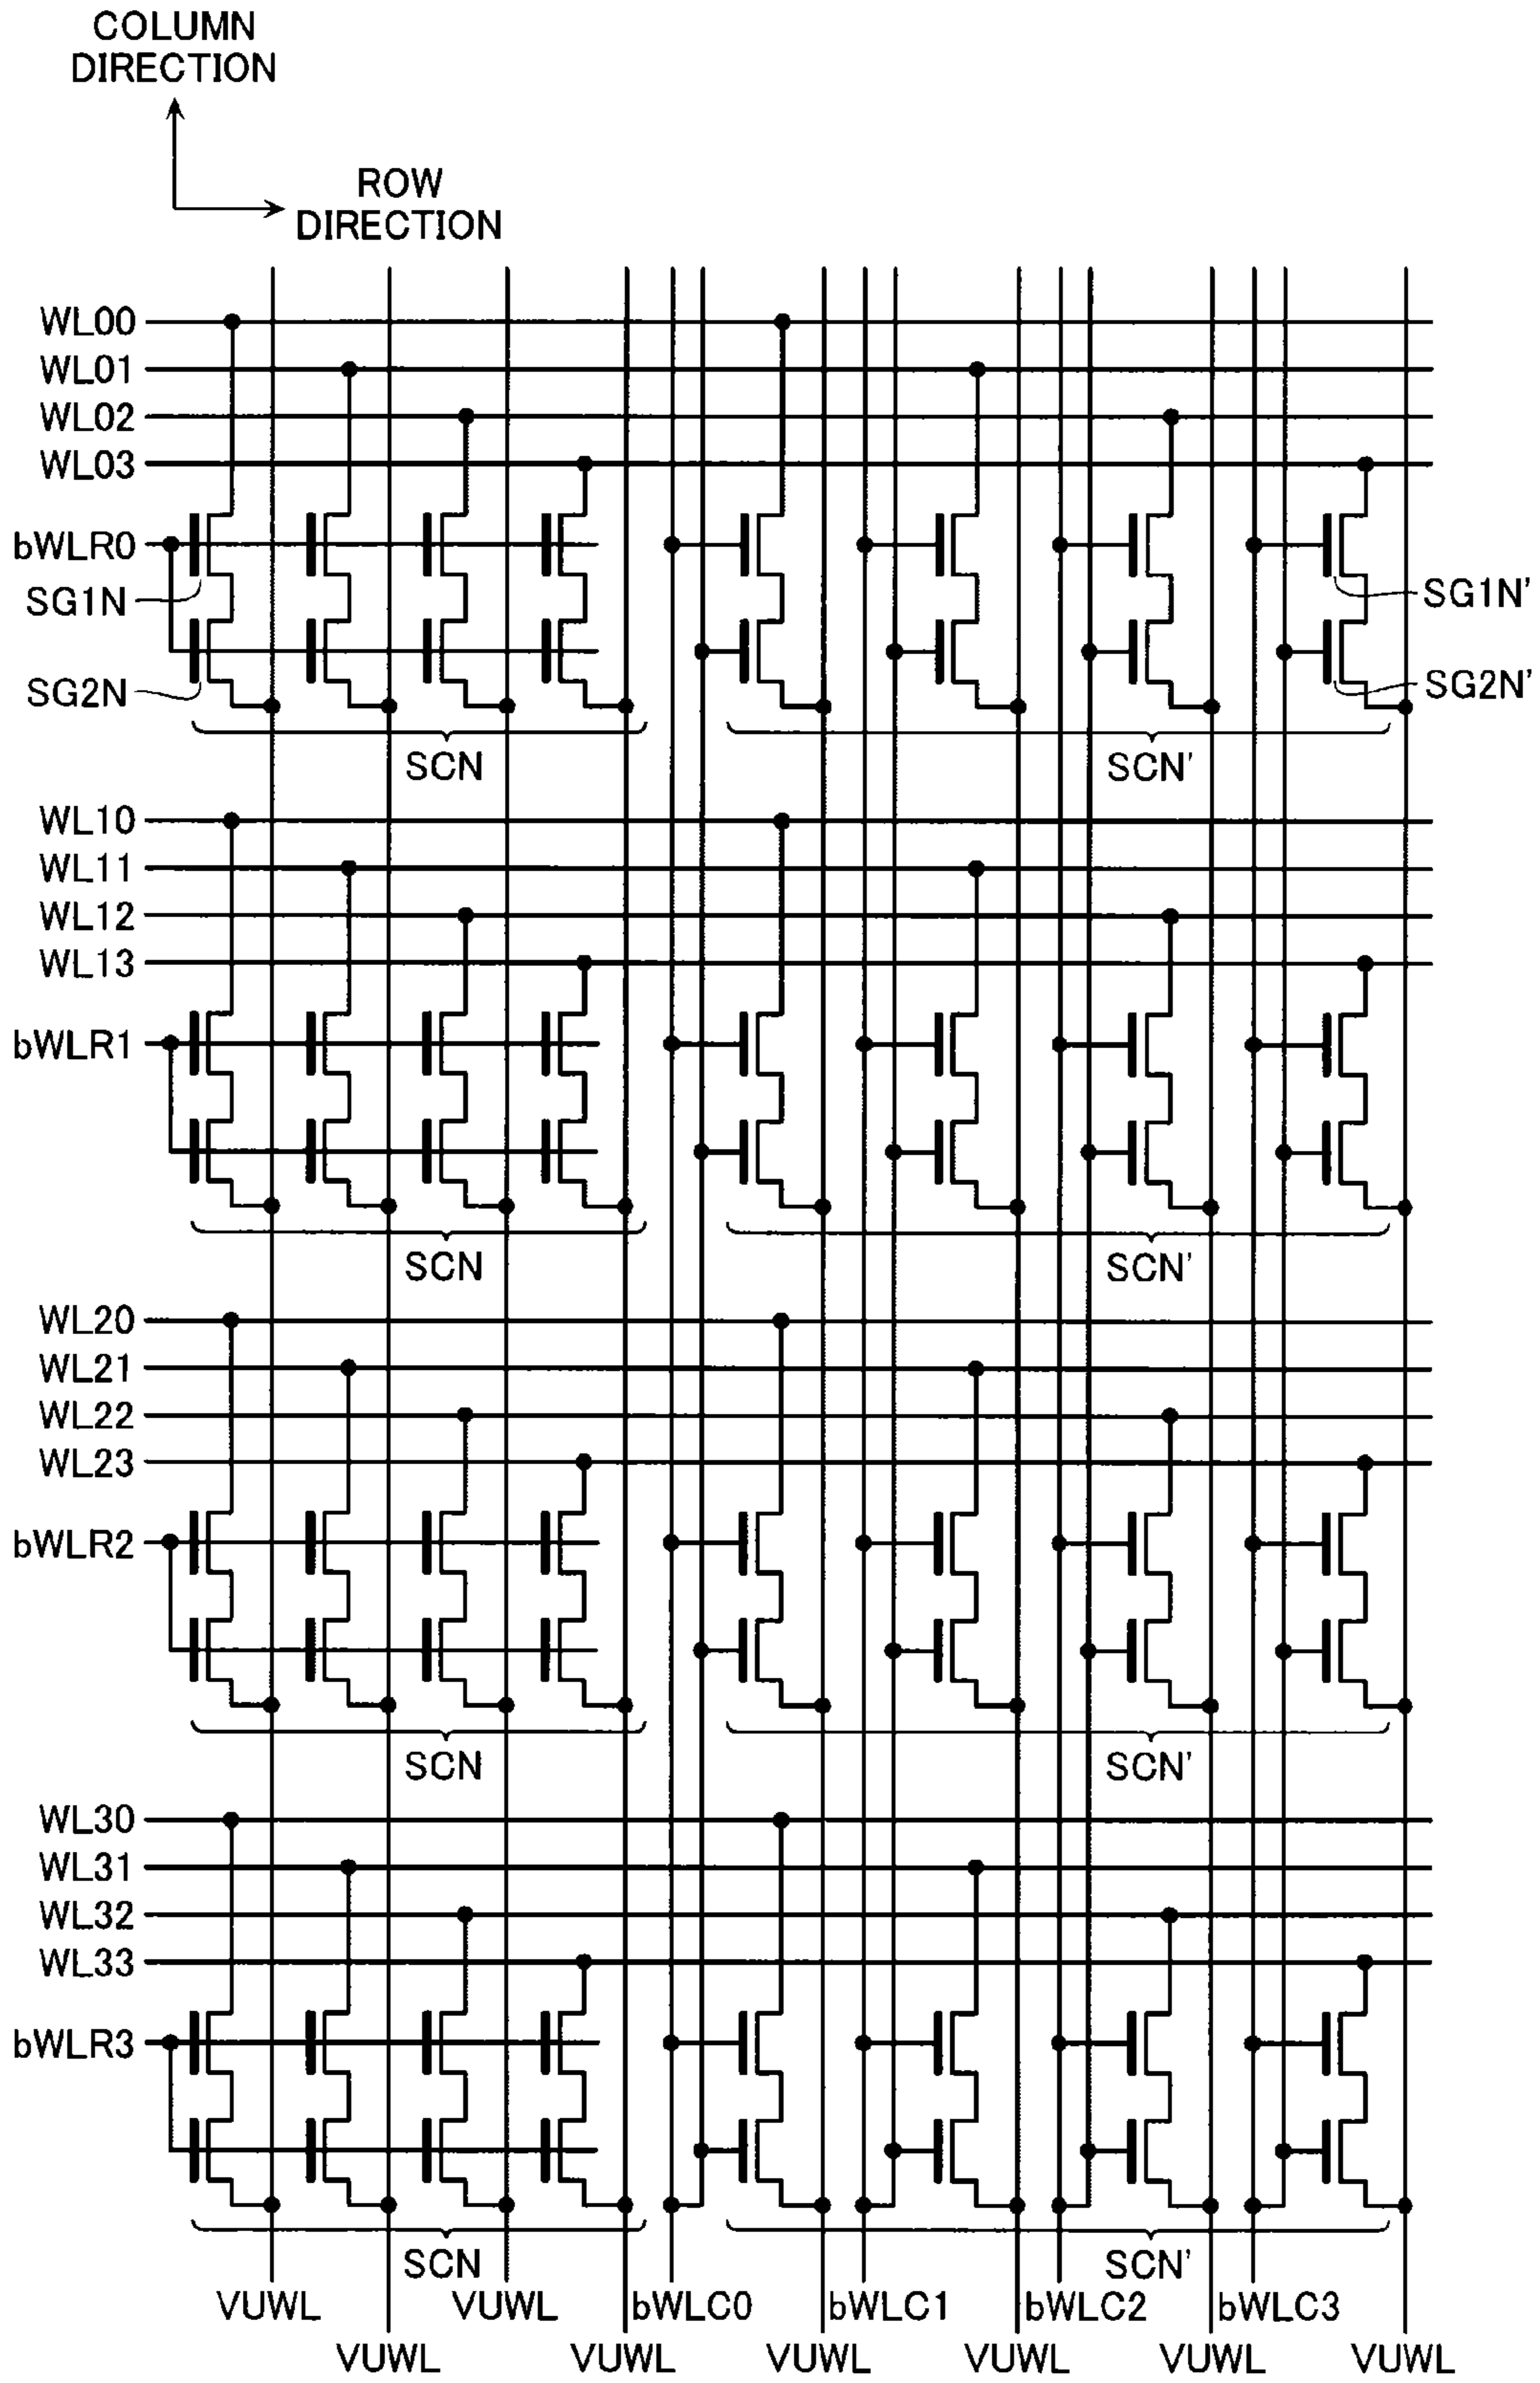 COLUMN
DIRECTION
ROW
DIRECTION
WL00
WL01
WL02
WL03
bWLR0
SG1N
SG1N'
SG2N
SG2N'
SCN
SCN'
WL10
WL11
WL12
WL13
bWLR1
SCN
SCN'
WL20
WL21
WL22
WL23
bWLR2
SCN
SCN'
WL30
WL31
WL32
WL33
bWLR3
SCN
SCN'
VUWL
VUWL
bWLC0
bWLC1
bWLC2
bWLC3
VUWL
VUWL
VUWL
VUWL
VUWL
VUWL